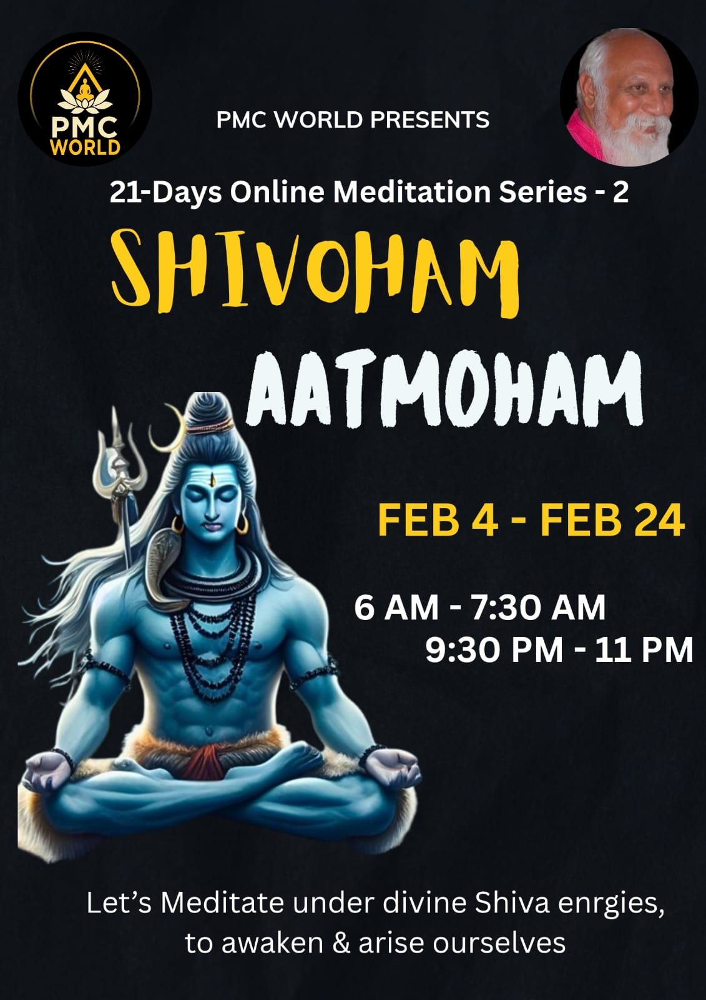 PMC
WORLD
PMC WORLD PRESENTS
21-Days Online Meditation Series - 2
SHIVOHAM
AATMOHAM
FEB 4 - FEB 24
6 AM - 7:30 AM
9:30 PM - 11 PM
Let's Meditate under divine Shiva enrgies,
to awaken & arise ourselves